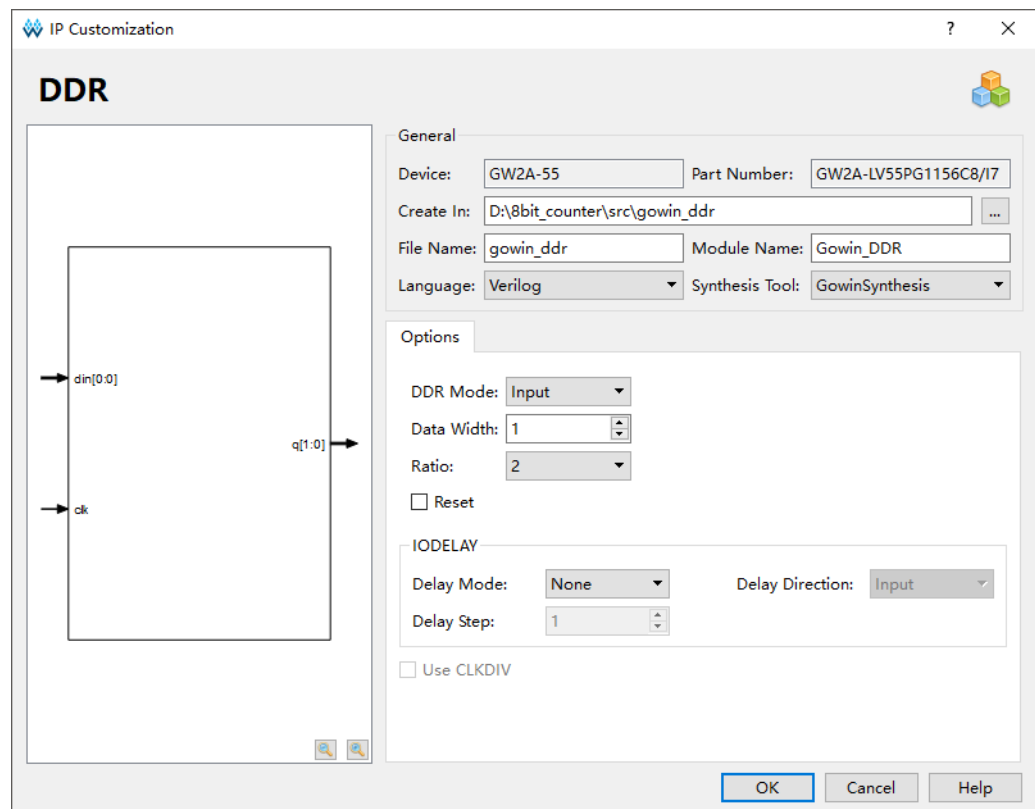 IP Customization ? ×
DDR
General
Device: GW2A-55 Part Number: GW2A-LV55PG1156C8/I7
Create In: D:\8bit_counter\src\gowin_ddr ...
File Name: gowin_ddr Module Name: Gowin_DDR
Language: Verilog Synthesis Tool: GowinSynthesis
Options
din[0:0]
q[1:0]
clk
DDR Mode: Input
Data Width: 1
Ratio: 2
Reset
IODELAY
Delay Mode: None Delay Direction: Input
Delay Step: 1
Use CLKDIV
OK Cancel Help